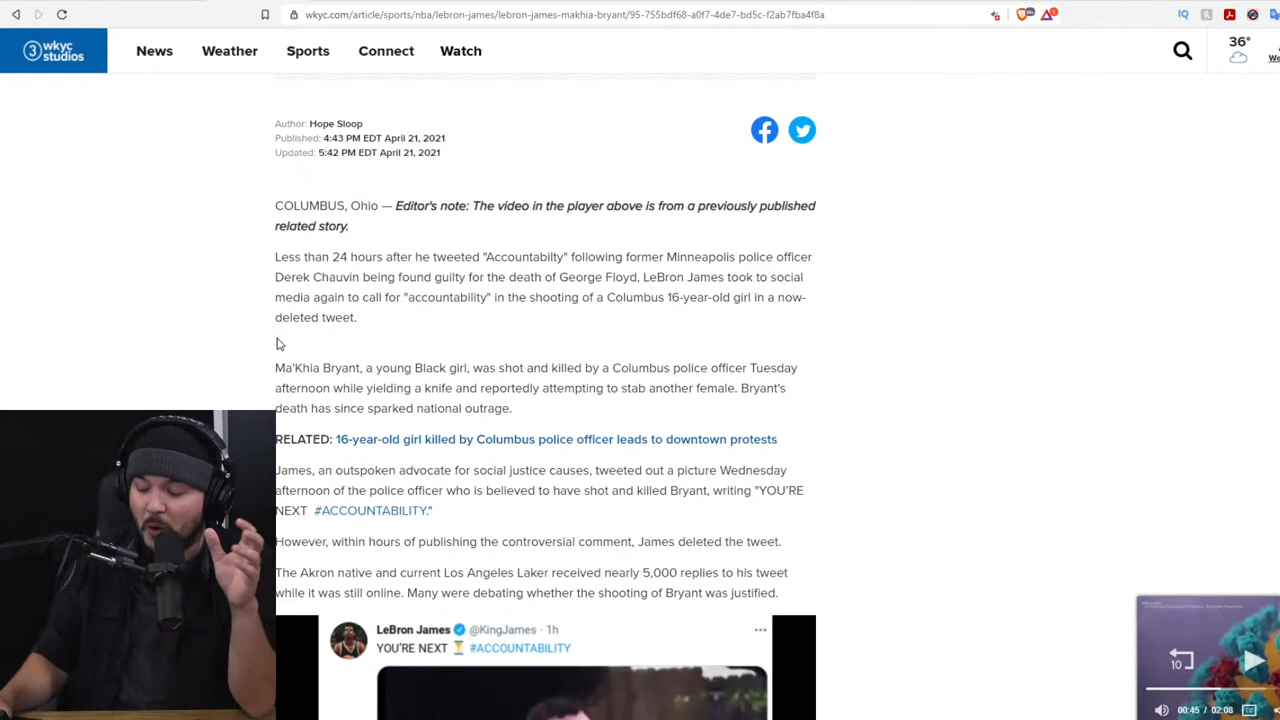 wkyc.com/article/sports/nba/lebron-james/lebron-james-makhia-bryant/95-755bdf68-a0f7-4de7-bd5c-f2ab7fba4f8a
3 wkyc studios
News Weather Sports Connect Watch
36°
Author: Hope Sloop
Published: 4:43 PM EDT April 21, 2021
Updated: 5:42 PM EDT April 21, 2021
COLUMBUS, Ohio — Editor's note: The video in the player above is from a previously published
related story.
Less than 24 hours after he tweeted "Accountabilty" following former Minneapolis police officer
Derek Chauvin being found guilty for the death of George Floyd, LeBron James took to social
media again to call for "accountability" in the shooting of a Columbus 16-year-old girl in a now-
deleted tweet.
Ma'Khia Bryant, a young Black girl, was shot and killed by a Columbus police officer Tuesday
afternoon while yielding a knife and reportedly attempting to stab another female. Bryant's
death has since sparked national outrage.
RELATED: 16-year-old girl killed by Columbus police officer leads to downtown protests
James, an outspoken advocate for social justice causes, tweeted out a picture Wednesday
afternoon of the police officer who is believed to have shot and killed Bryant, writing "YOU'RE
NEXT #ACCOUNTABILITY."
However, within hours of publishing the controversial comment, James deleted the tweet.
The Akron native and current Los Angeles Laker received nearly 5,000 replies to his tweet
while it was still online. Many were debating whether the shooting of Bryant was justified.
LeBron James @KingJames · 1h
YOU'RE NEXT ⏳ #ACCOUNTABILITY
10
00:45 / 02:08